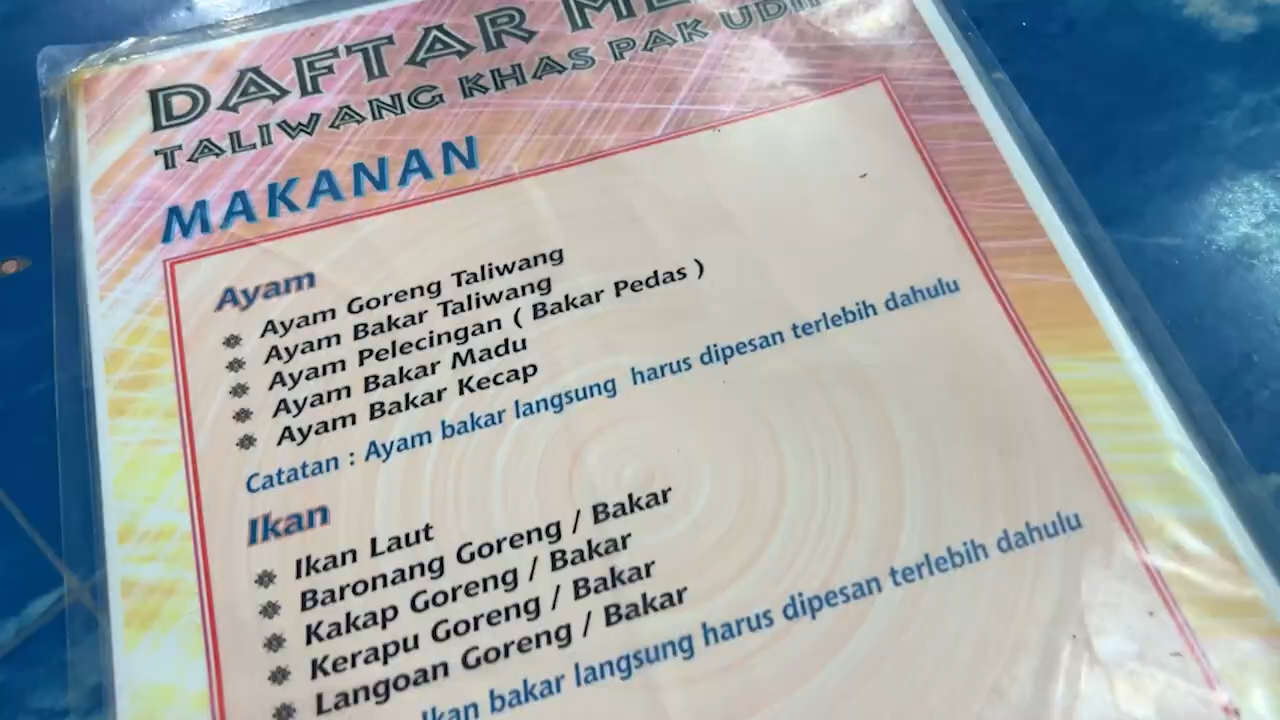 DAFTAR
TALIWANG KHAS PAK UDIN
MAKANAN
Ayam
Ayam Goreng Taliwang
Ayam Bakar Taliwang
Ayam Pelecingan ( Bakar Pedas )
Ayam Bakar Madu
Ayam Bakar Kecap
Catatan : Ayam bakar langsung harus dipesan terlebih dahulu
Ikan
Ikan Laut
Baronang Goreng / Bakar
Kakap Goreng / Bakar
Kerapu Goreng / Bakar
Langoan Goreng / Bakar
Ikan bakar langsung harus dipesan terlebih dahulu